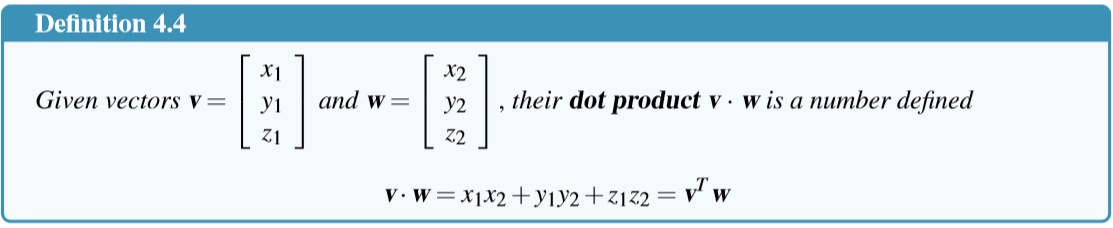 Definition 4.4
Given vectors v = [ x₁ y₁ z₁ ] and w = [ x₂ y₂ z₂ ] , their dot product v · w is a number defined
v · w = x₁x₂ + y₁y₂ + z₁z₂ = vᵀ w